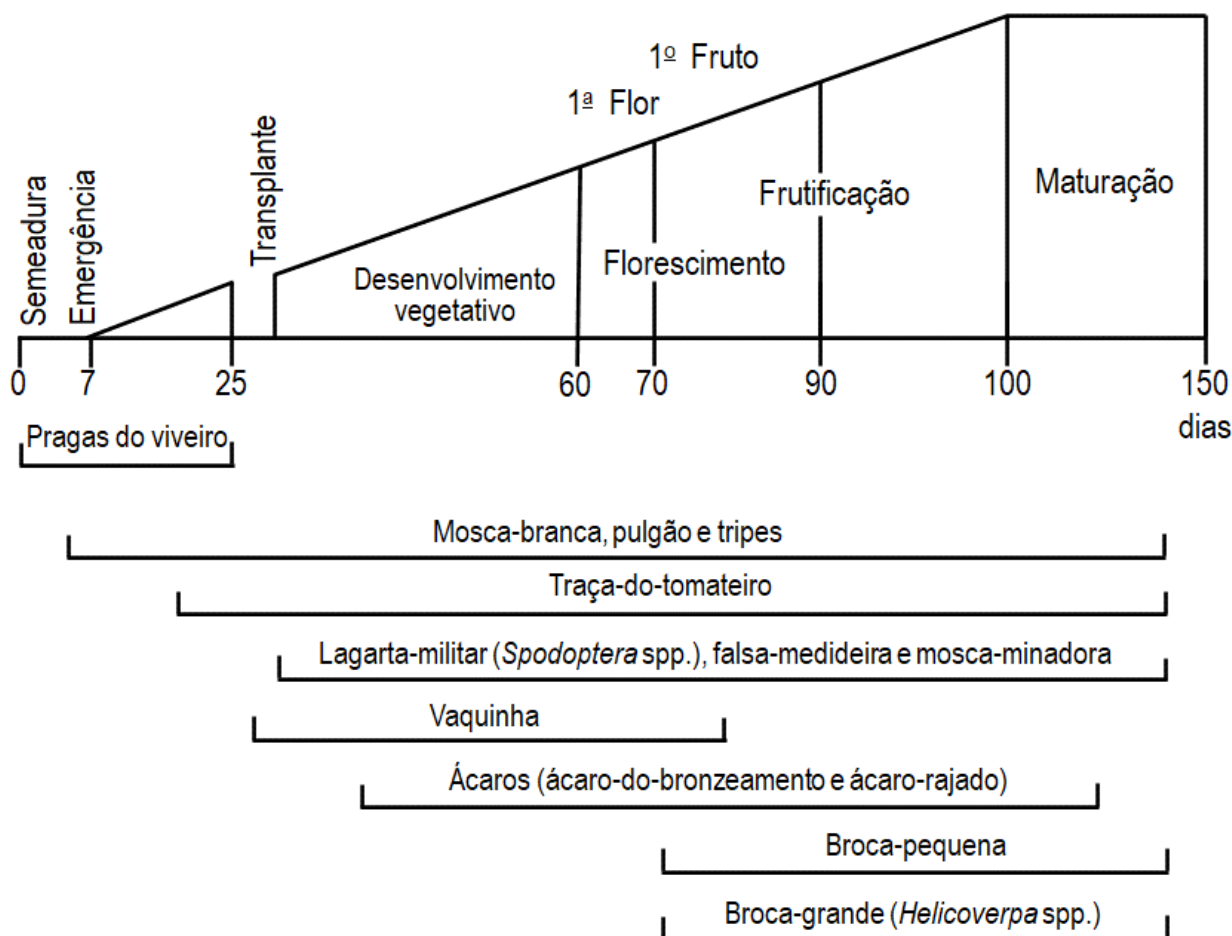 1º Fruto
1ª Flor
Semeadura
Emergência
Transplante
Desenvolvimento
vegetativo
Florescimento
Frutificação
Maturação
0 7 25 60 70 90 100 150
dias
Pragas do viveiro
Mosca-branca, pulgão e tripes
Traça-do-tomateiro
Lagarta-militar (Spodoptera spp.), falsa-medideira e mosca-minadora
Vaquinha
Ácaros (ácaro-do-bronzeamento e ácaro-rajado)
Broca-pequena
Broca-grande (Helicoverpa spp.)